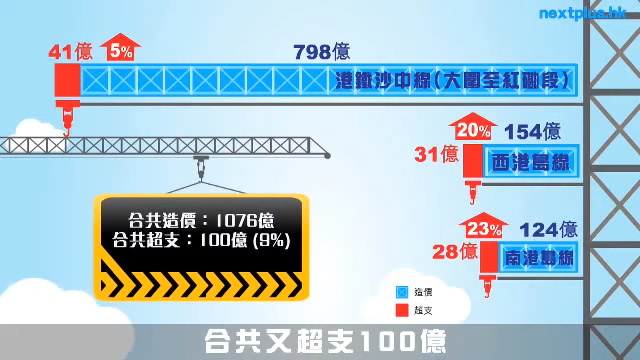 nextplus.hk
41億 5% 798億
港鐵沙中線(大圍至紅磡段)
20% 154億
31億 西港島線
合共造價：1076億
合共超支：100億 (9%)
23% 124億
28億 南港島線
造價
超支
合共又超支100億